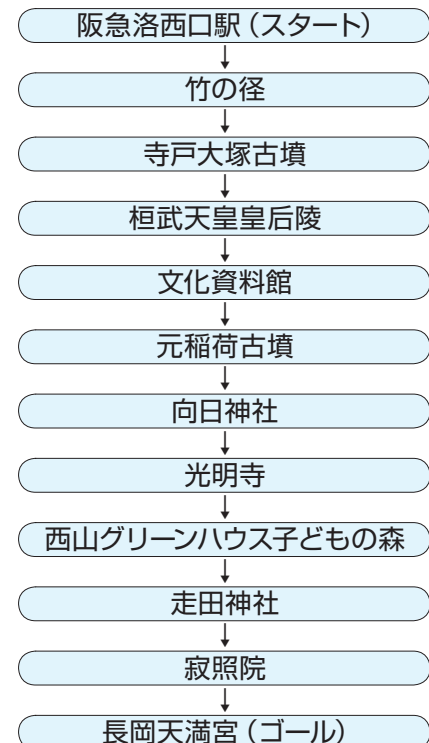 阪急洛西口駅（スタート）
竹の径
寺戸大塚古墳
桓武天皇皇后陵
文化資料館
元稲荷古墳
向日神社
光明寺
西山グリーンハウス子どもの森
走田神社
寂照院
長岡天満宮（ゴール）